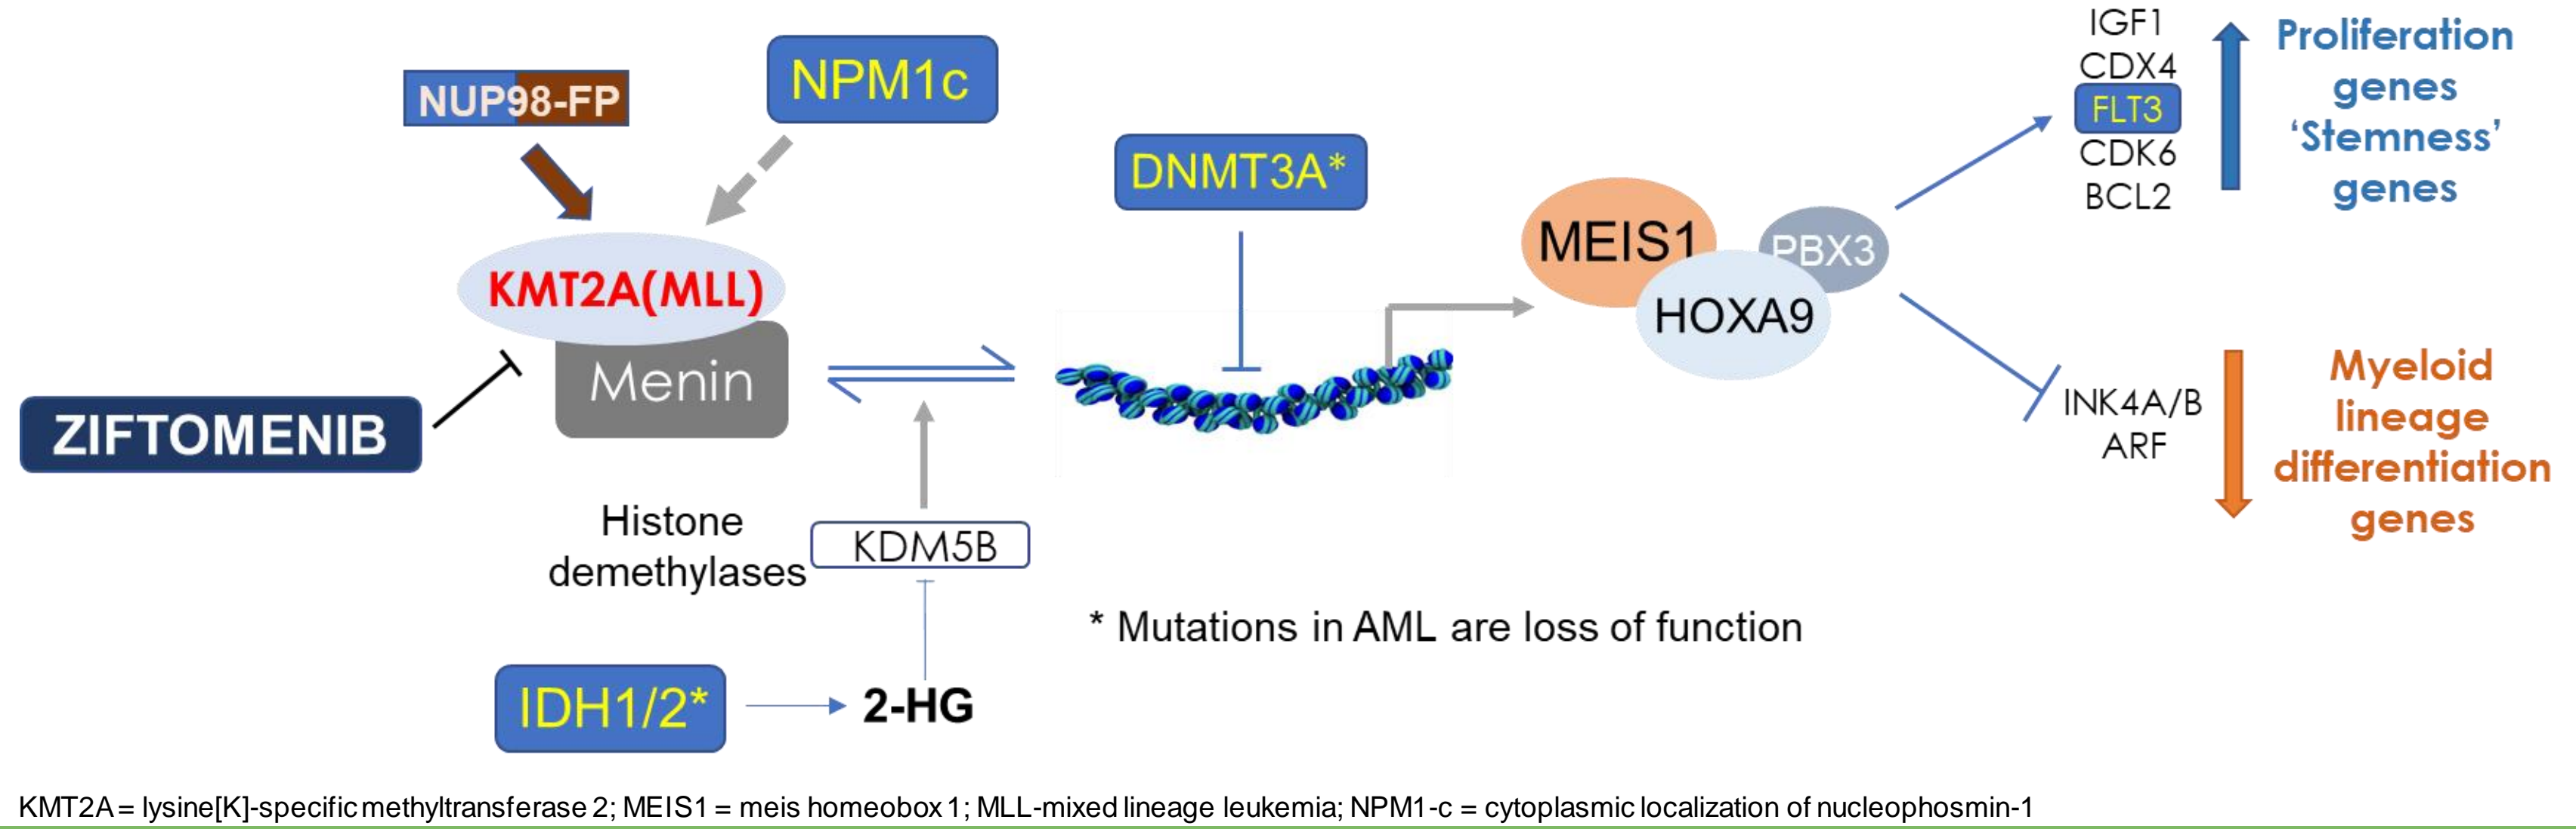 NUP98-FP
NPM1c
DNMT3A*
KMT2A(MLL)
Menin
ZIFTOMENIB
Histone
demethylases
KDM5B
IDH1/2*
2-HG
* Mutations in AML are loss of function
MEIS1
PBX3
HOXA9
IGF1
CDX4
FLT3
CDK6
BCL2
Proliferation
genes
‘Stemness’
genes
INK4A/B
ARF
Myeloid
lineage
differentiation
genes
KMT2A = lysine[K]-specific methyltransferase 2; MEIS1 = meis homeobox 1; MLL-mixed lineage leukemia; NPM1-c = cytoplasmic localization of nucleophosmin-1